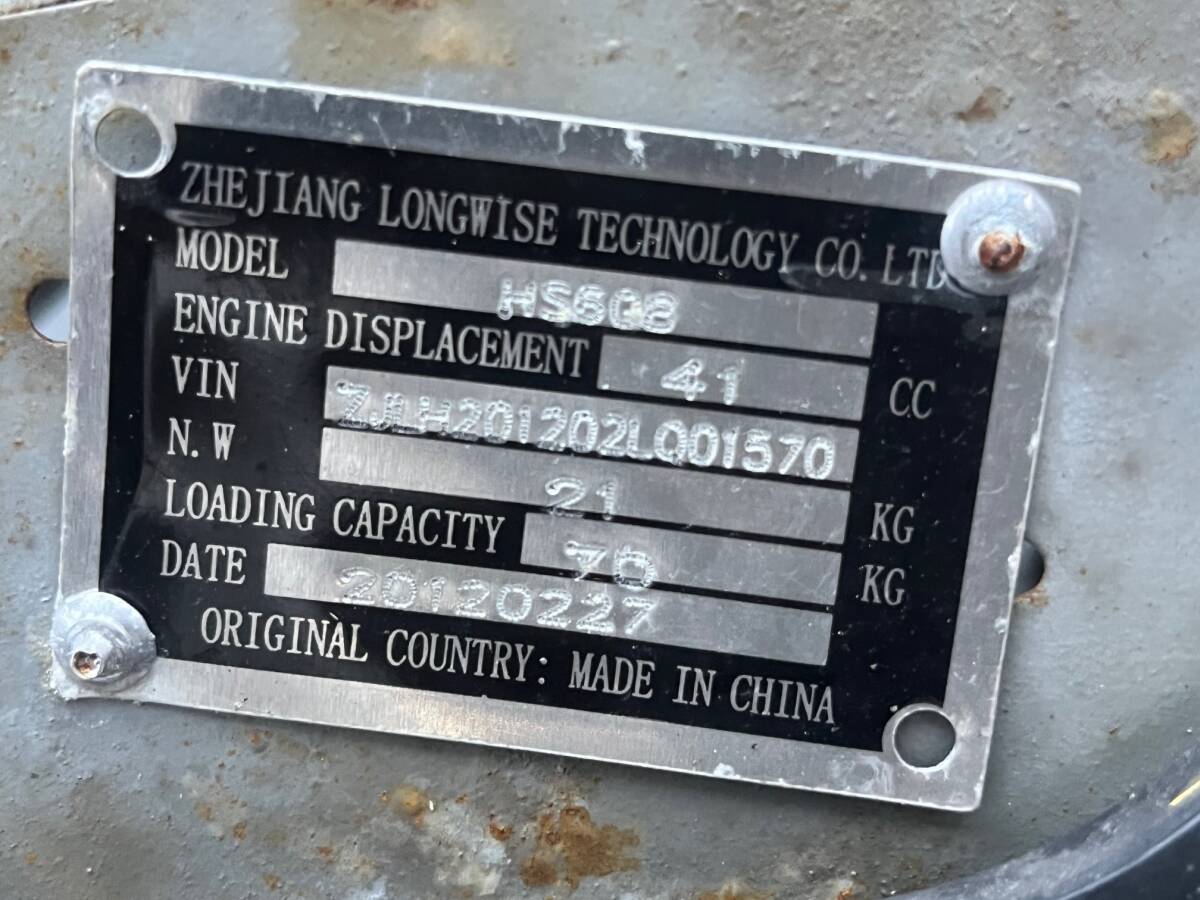 ZHEJIANG LONGWISE TECHNOLOGY CO. LTD
MODEL HS608
ENGINE DISPLACEMENT 41 CC
VIN ZJLH201202LQ01570
N.W 21 KG
LOADING CAPACITY 70 KG
DATE 20120227
ORIGINAL COUNTRY: MADE IN CHINA